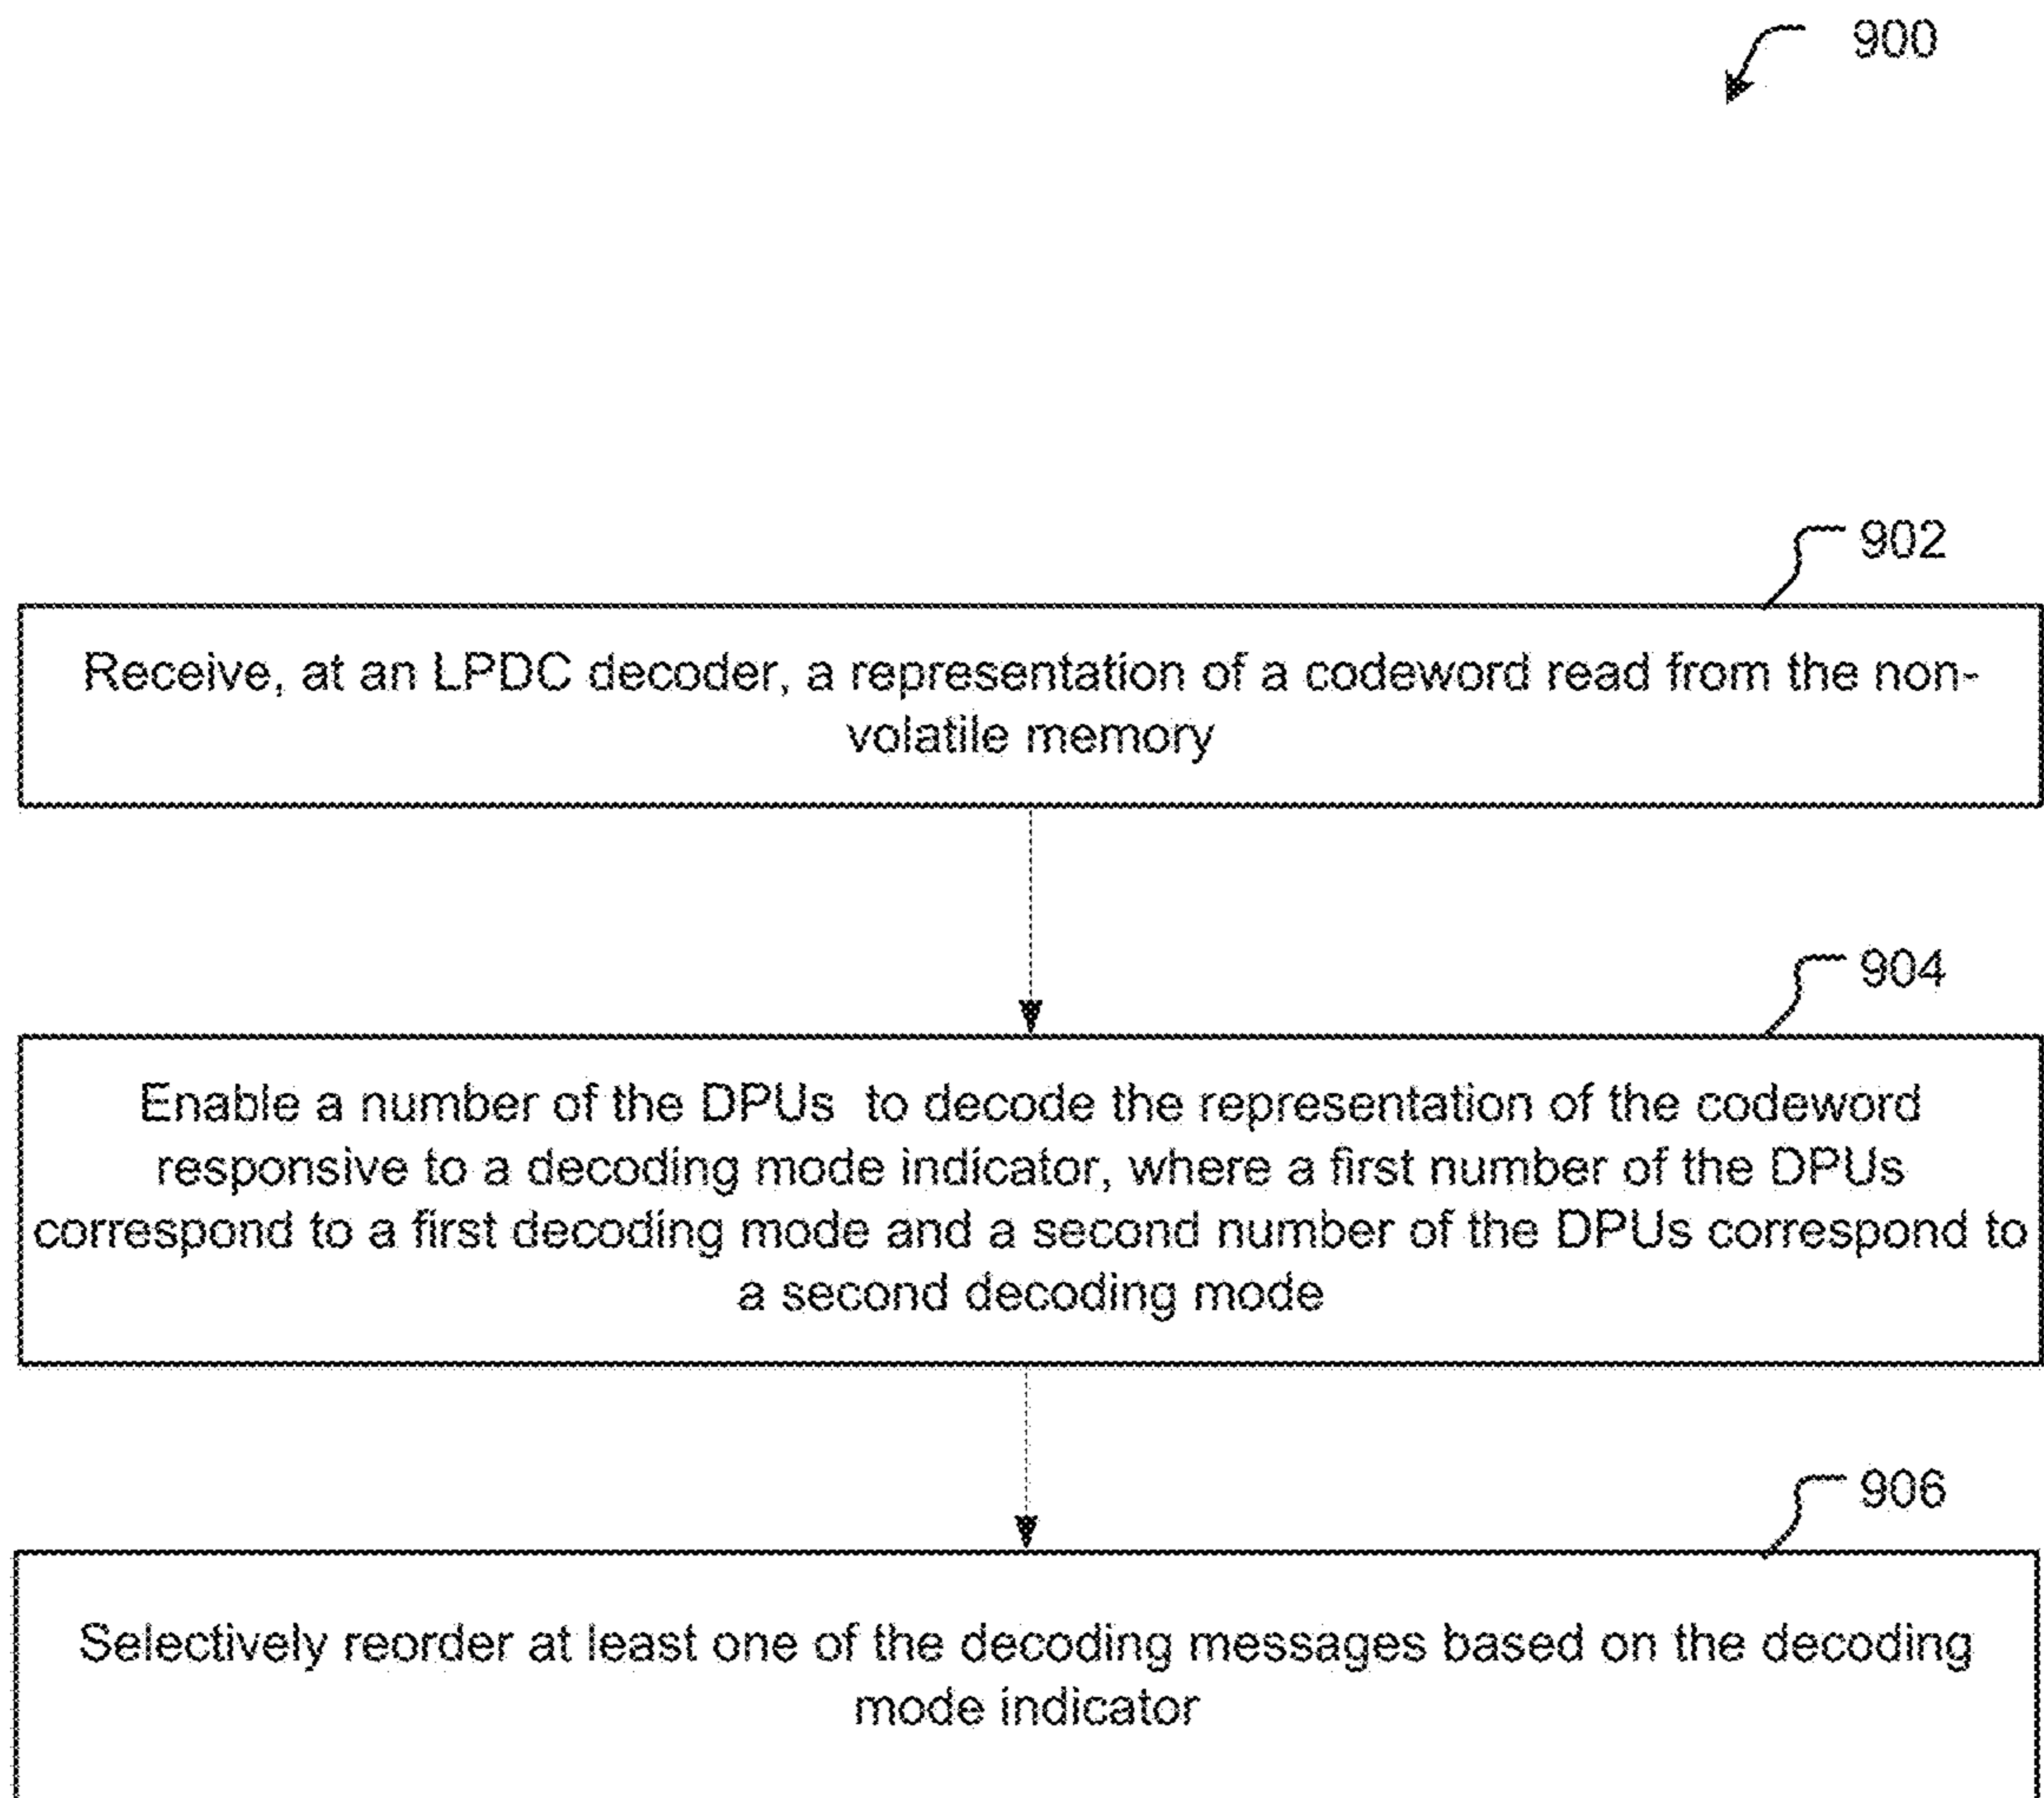 900
902
Receive, at an LPDC decoder, a representation of a codeword read from the non-
volatile memory
904
Enable a number of the DPUs to decode the representation of the codeword
responsive to a decoding mode indicator, where a first number of the DPUs
correspond to a first decoding mode and a second number of the DPUs correspond to
a second decoding mode
906
Selectively reorder at least one of the decoding messages based on the decoding
mode indicator